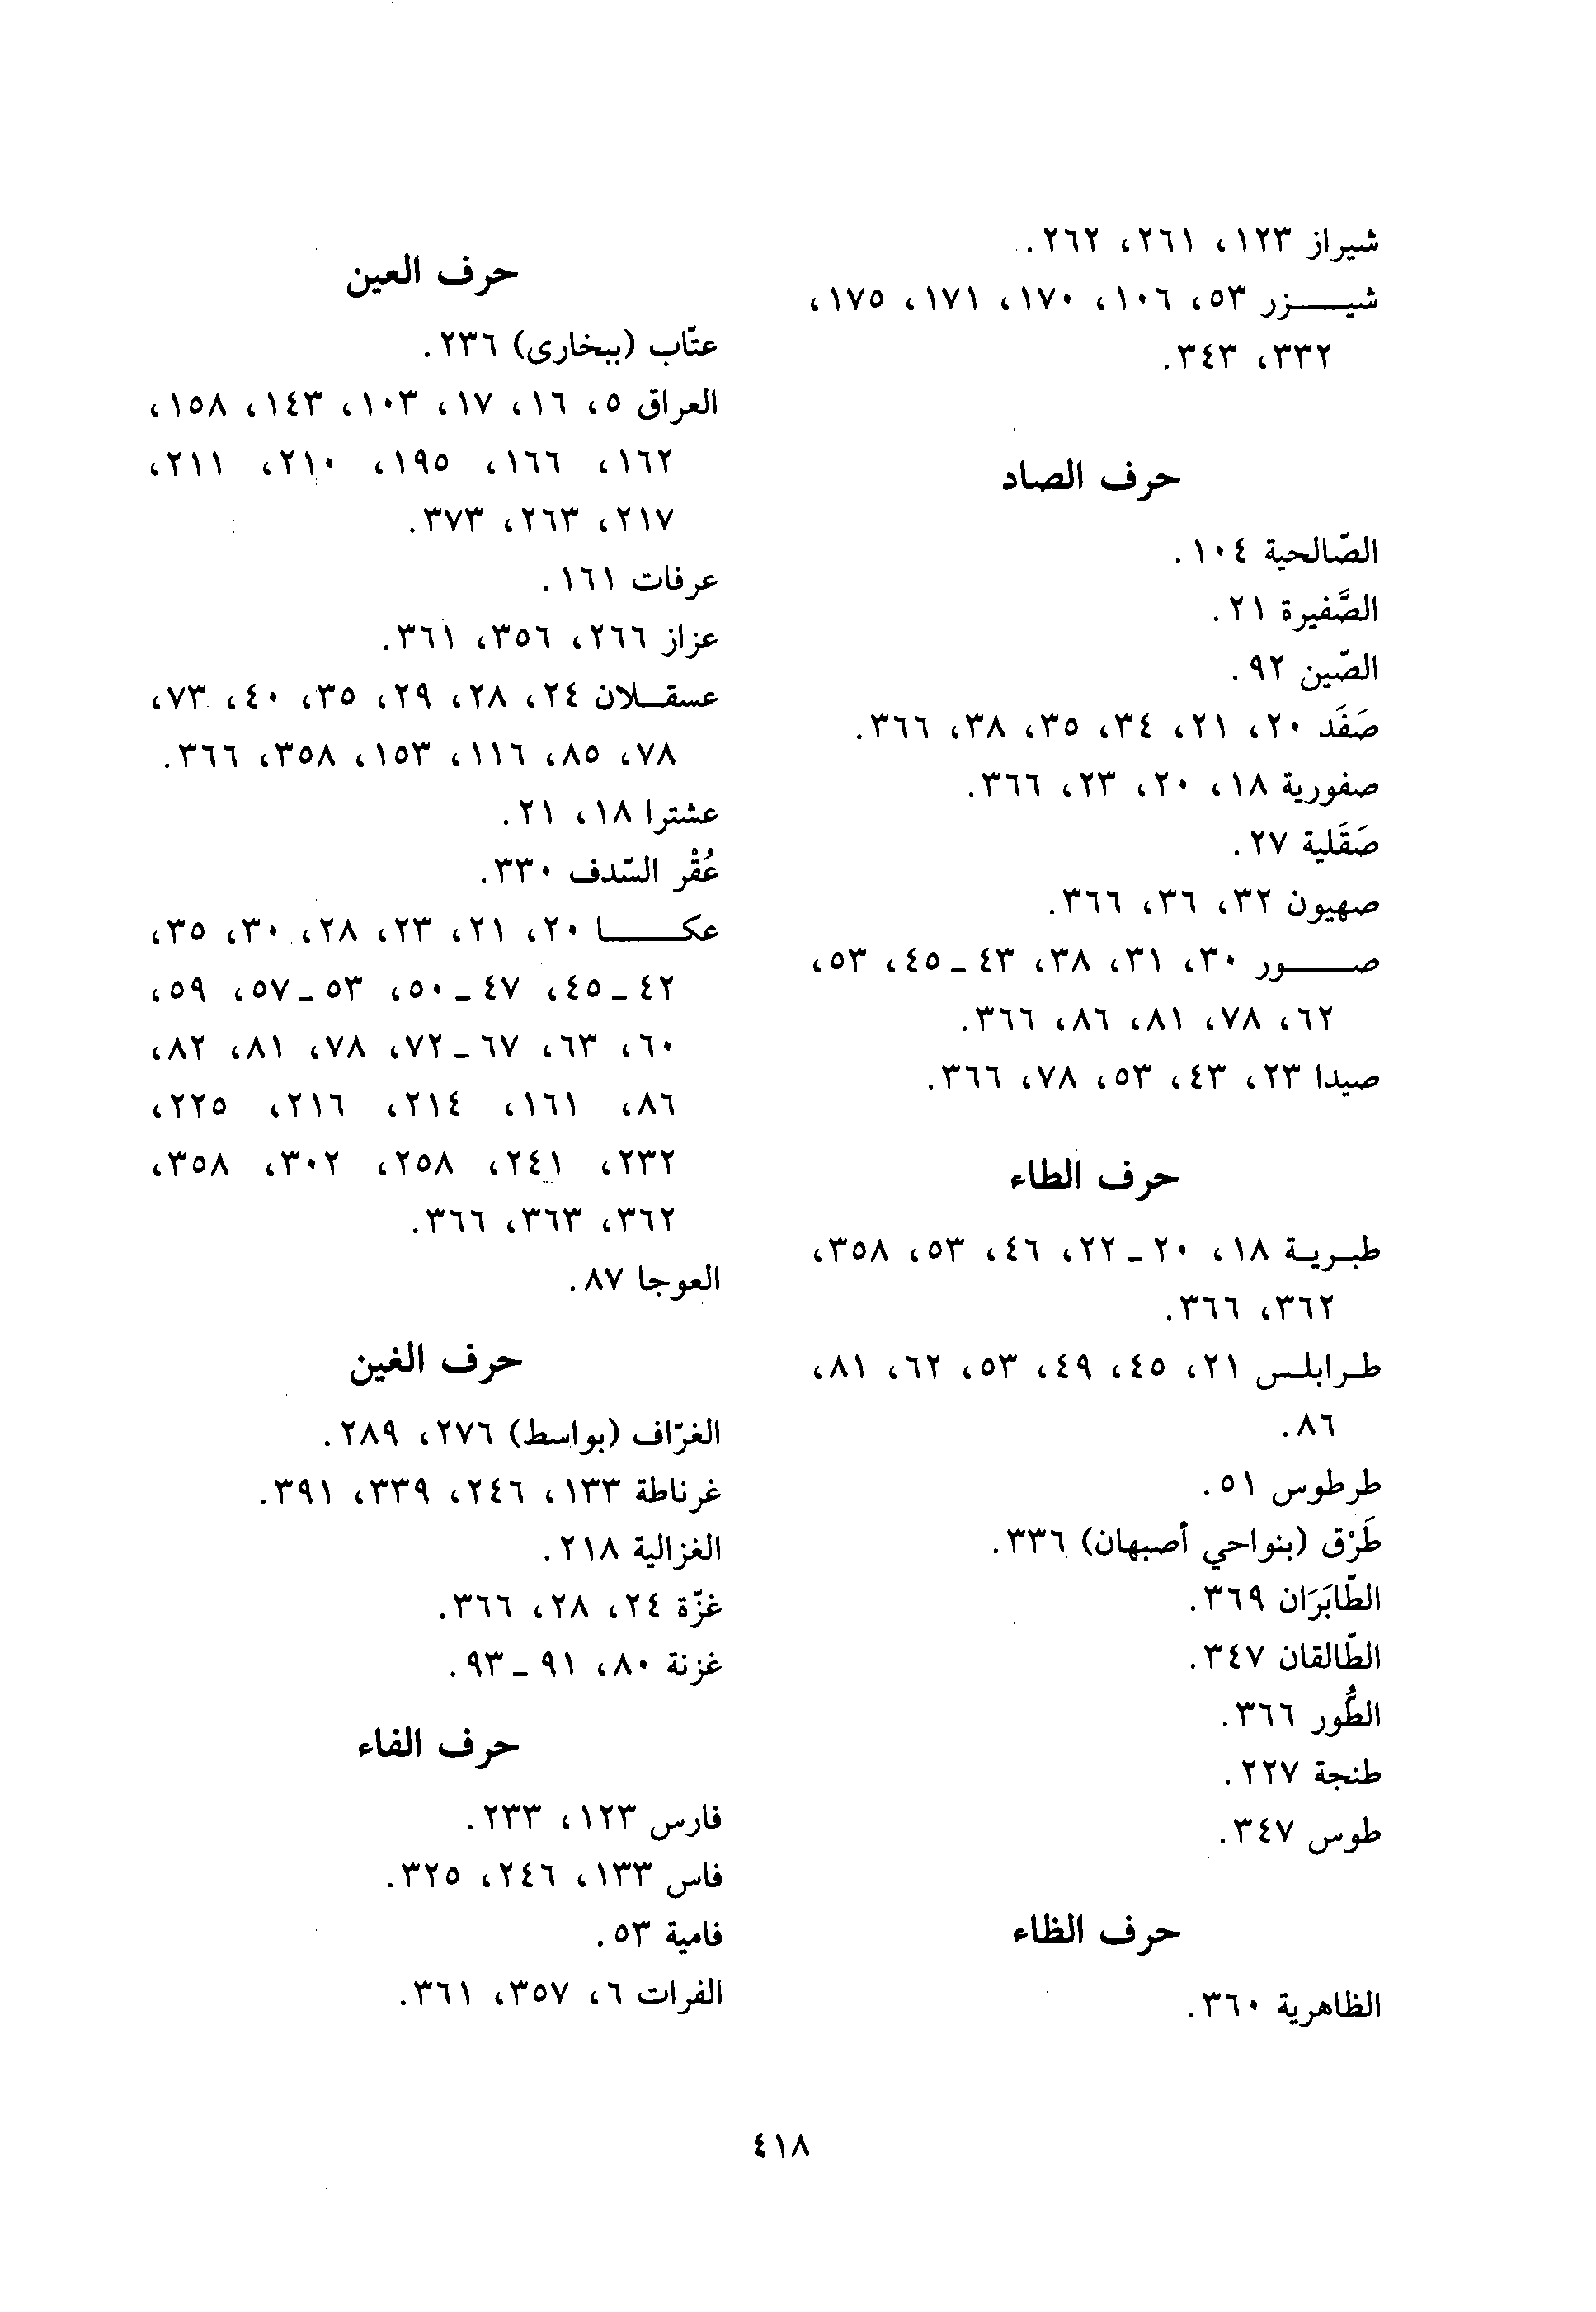 شيراز ١٢٣، ٢٦١، ٢٦٢.
شيـــزر ٥٣، ١٠٦، ١٧٠، ١٧١، ١٧٥،
٣٣٢، ٣٤٣.
حرف الصاد
الصّالحية ١٠٤.
الصَّفيرة ٢١.
الصّين ٩٢.
صَفَد ٢٠، ٢١، ٣٤، ٣٥، ٣٨، ٣٦٦.
صفورية ١٨، ٢٠، ٢٣، ٣٦٦.
صَقَلية ٢٧.
صهيون ٣٢، ٣٦، ٣٦٦.
صـــور ٣٠، ٣١، ٣٨، ٤٣ ـ ٤٥، ٥٣،
٦٢، ٧٨، ٨١، ٨٦، ٣٦٦.
صيدا ٢٣، ٤٣، ٥٣، ٧٨، ٣٦٦.
حرف الطاء
طبـريـة ١٨، ٢٠ ـ ٢٢، ٤٦، ٥٣، ٣٥٨،
٣٦٢، ٣٦٦.
طـرابلـس ٢١، ٤٥، ٤٩، ٥٣، ٦٢، ٨١،
٨٦.
طرطوس ٥١.
طَرْق (بنواحي أصبهان) ٣٣٦.
الطّابَرَان ٣٦٩.
الطّالقان ٣٤٧.
الطُّور ٣٦٦.
طنجة ٢٢٧.
طوس ٣٤٧.
حرف الظاء
الظاهرية ٣٦٠.
حرف العين
عتّاب (ببخارى) ٢٣٦.
العراق ٥، ١٦، ١٧، ١٠٣، ١٤٣، ١٥٨،
١٦٢، ١٦٦، ١٩٥، ٢١٠، ٢١١،
٢١٧، ٢٦٣، ٣٧٣.
عرفات ١٦١.
عزاز ٢٦٦، ٣٥٦، ٣٦١.
عسقـلان ٢٤، ٢٨، ٢٩، ٣٥، ٤٠، ٧٣،
٧٨، ٨٥، ١١٦، ١٥٣، ٣٥٨، ٣٦٦.
عشترا ١٨، ٢١.
عُقْر السّدف ٣٣٠.
عكـــا ٢٠، ٢١، ٢٣، ٢٨، ٣٠، ٣٥،
٤٢ ـ ٤٥، ٤٧ ـ ٥٠، ٥٣ ـ ٥٧، ٥٩،
٦٠، ٦٣، ٦٧ ـ ٧٢، ٧٨، ٨١، ٨٢،
٨٦، ١٦١، ٢١٤، ٢١٦، ٢٢٥،
٢٣٢، ٢٤١، ٢٥٨، ٣٠٢، ٣٥٨،
٣٦٢، ٣٦٣، ٣٦٦.
العوجا ٨٧.
حرف الغين
الغرّاف (بواسط) ٢٧٦، ٢٨٩.
غرناطة ١٣٣، ٢٤٦، ٣٣٩، ٣٩١.
الغزالية ٢١٨.
غزّة ٢٤، ٢٨، ٣٦٦.
غزنة ٨٠، ٩١ ـ ٩٣.
حرف الفاء
فارس ١٢٣، ٢٣٣.
فاس ١٣٣، ٢٤٦، ٣٢٥.
فامية ٥٣.
الفرات ٦، ٣٥٧، ٣٦١.
٤١٨